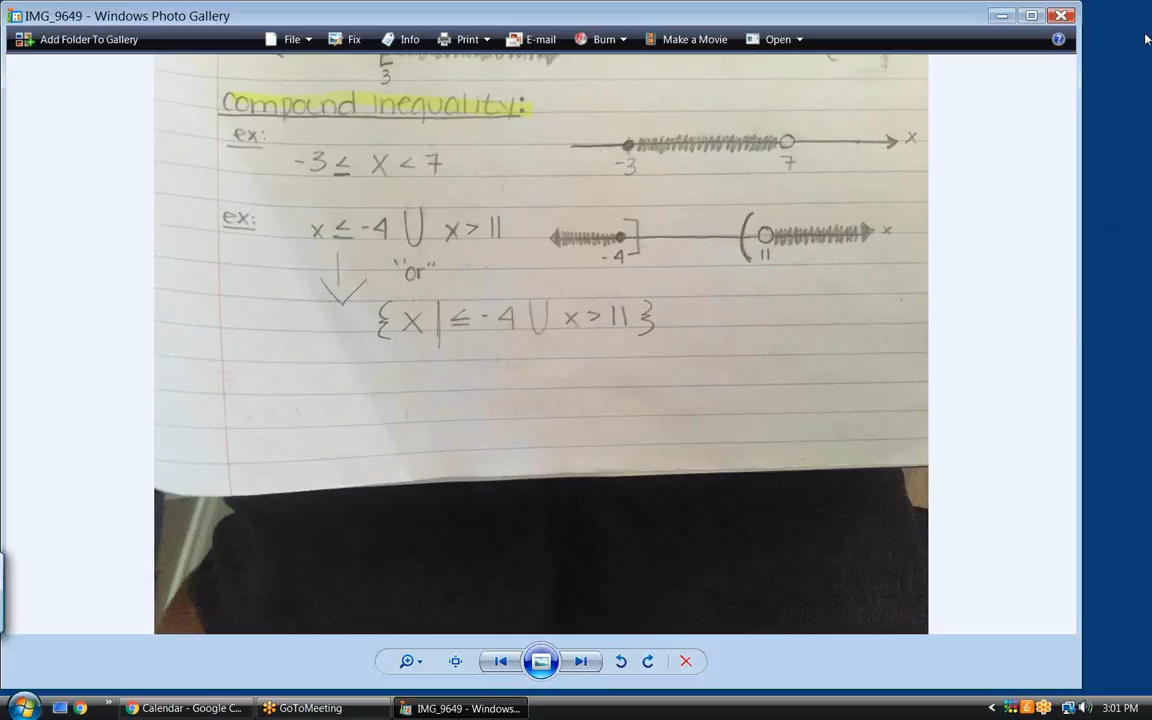 IMG_9649 - Windows Photo Gallery
Add Folder To Gallery File Fix Info Print E-mail Burn Make a Movie Open
3
Compound Inequality:
ex:
-3 ≤ x < 7
-3 7 x
ex:
x ≤ -4 ∪ x > 11
-4 11 x
"or"
{ x | ≤ -4 ∪ x > 11 }
Calendar - Google C... GoToMeeting IMG_9649 - Windows... 3:01 PM